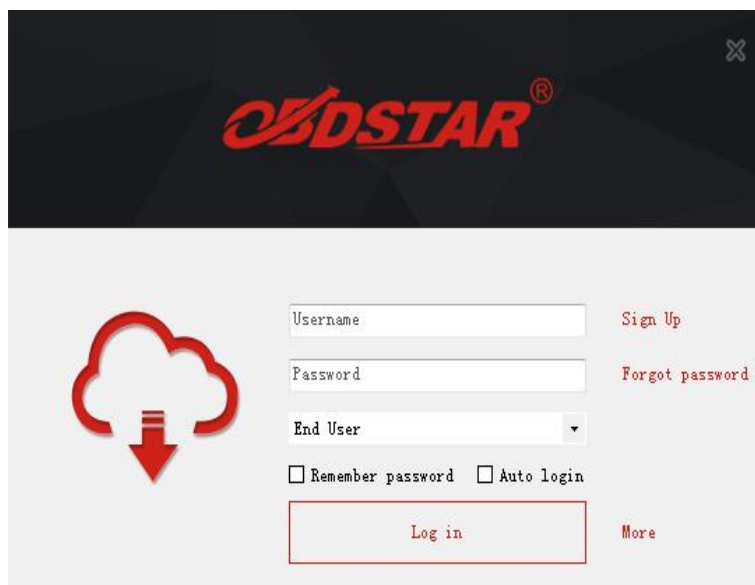 OBDSTAR®
Username
Sign Up
Password
Forgot password
End User
Remember password
Auto login
Log in
More